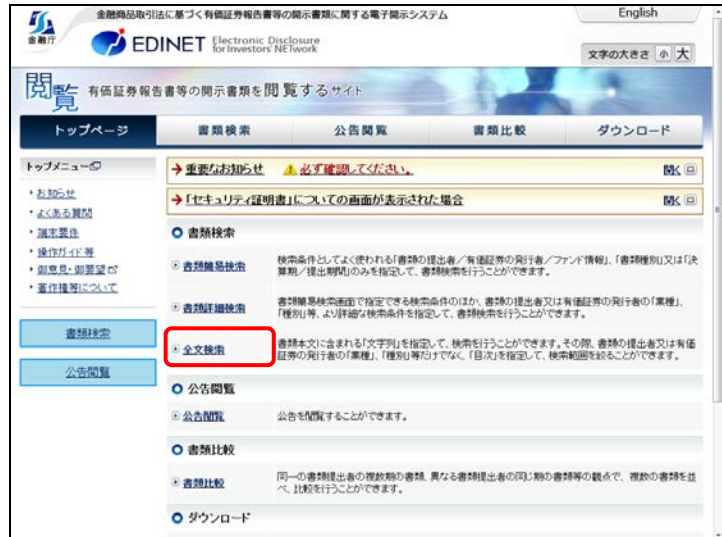 金融商品取引法に基づく有価証券報告書等の開示書類に関する電子開示システム
English
金融庁
EDINET Electronic Disclosure for Investors' NETwork
文字の大きさ 小 大
閲覧 有価証券報告書等の開示書類を閲覧するサイト
トップページ 書類検索 公告閲覧 書類比較 ダウンロード
トップメニュー
お知らせ
よくある質問
端末要件
操作ガイド等
御意見・御要望
著作権等について
書類検索
公告閲覧
重要なお知らせ 必ず確認してください。 開く
「セキュリティ証明書」についての画面が表示された場合 開く
書類検索
書類簡易検索
検索条件としてよく使われる「書類の提出者/有価証券の発行者/ファンド情報」、「書類種別」又は「決
算期/提出期間」のみを指定して、書類検索を行うことができます。
書類詳細検索
書類簡易検索画面で指定できる検索条件のほか、書類の提出者又は有価証券の発行者の「業種」、
「種別」等、より詳細な検索条件を指定して、書類検索を行うことができます。
全文検索
書類本文に含まれる「文字列」を指定して、検索を行うことができます。その際、書類の提出者又は有価
証券の発行者の「業種」、「種別」等だけでなく、「目次」を指定して、検索範囲を絞ることができます。
公告閲覧
公告閲覧
公告を閲覧することができます。
書類比較
書類比較
同一の書類提出者の複数期の書類、異なる書類提出者の同じ期の書類等の観点で、複数の書類を並
べ、比較を行うことができます。
ダウンロード